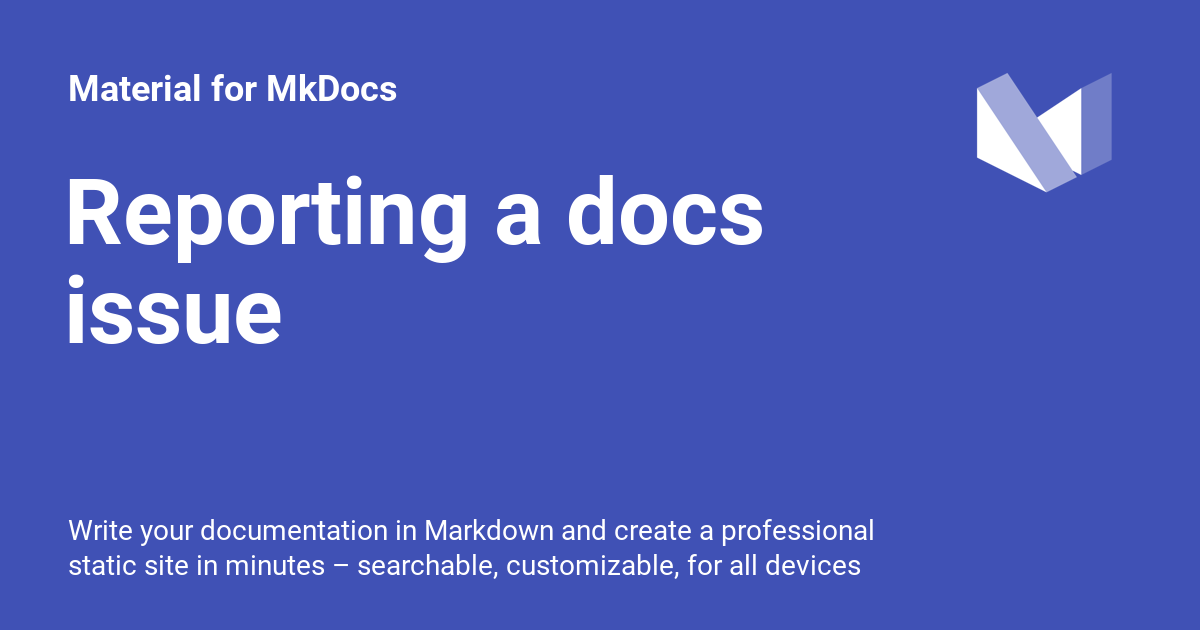 Material for MkDocs
Reporting a docs
issue
Write your documentation in Markdown and create a professional
static site in minutes – searchable, customizable, for all devices